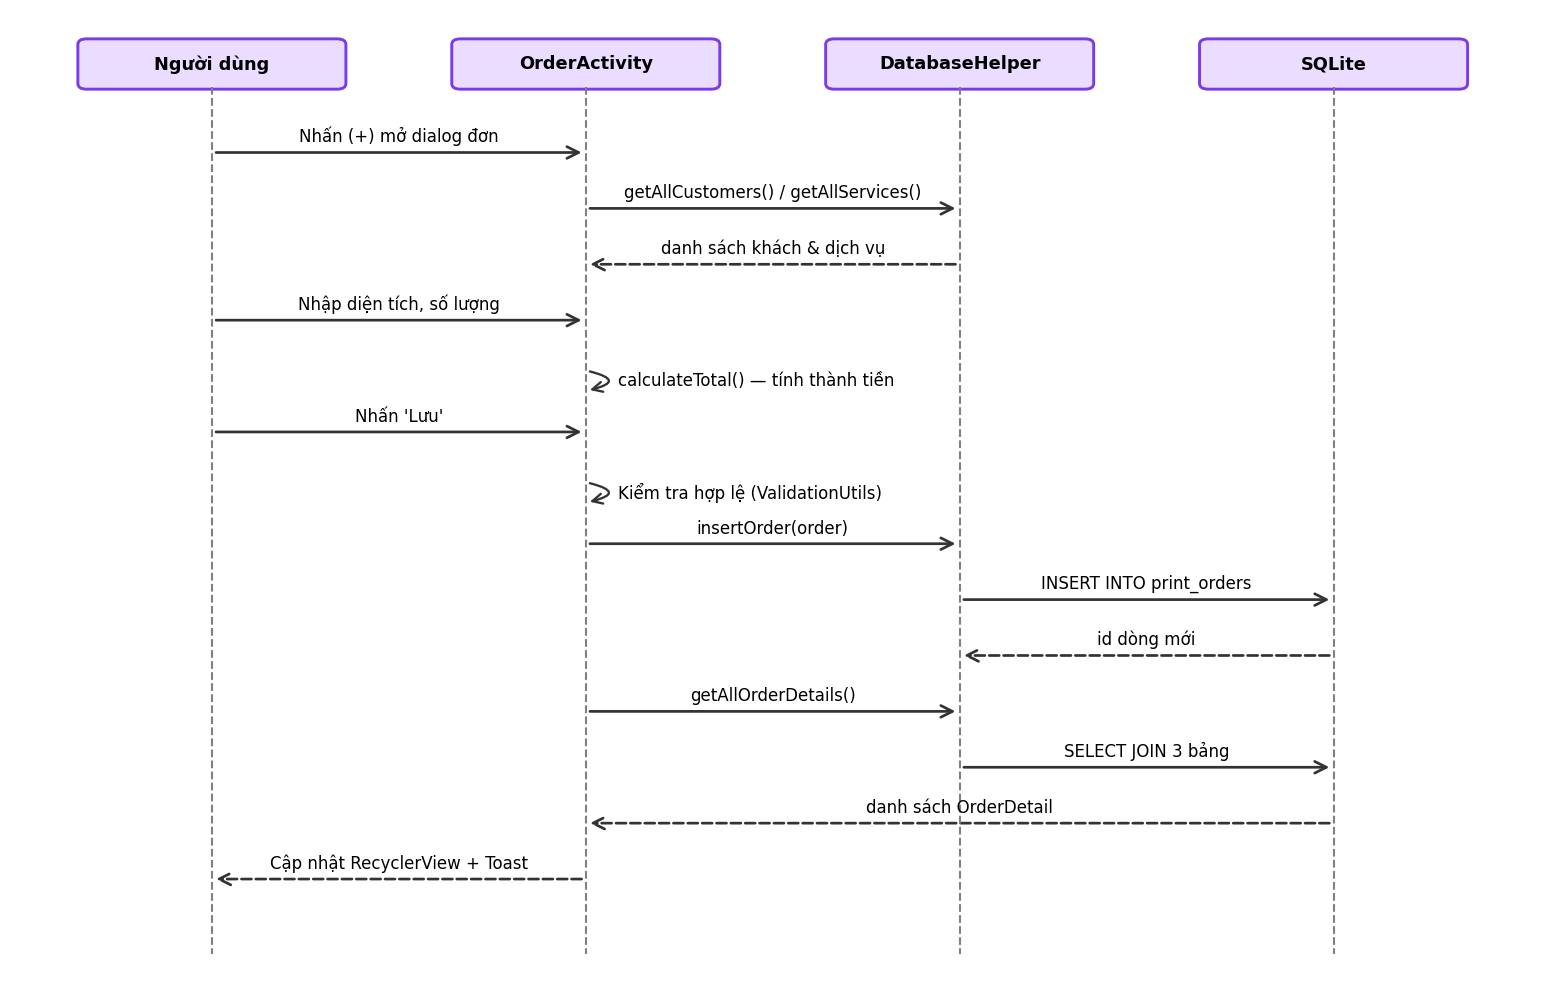 Người dùng
OrderActivity
DatabaseHelper
SQLite
Nhấn (+) mở dialog đơn
getAllCustomers() / getAllServices()
danh sách khách & dịch vụ
Nhập diện tích, số lượng
calculateTotal() — tính thành tiền
Nhấn 'Lưu'
Kiểm tra hợp lệ (ValidationUtils)
insertOrder(order)
INSERT INTO print_orders
id dòng mới
getAllOrderDetails()
SELECT JOIN 3 bảng
danh sách OrderDetail
Cập nhật RecyclerView + Toast